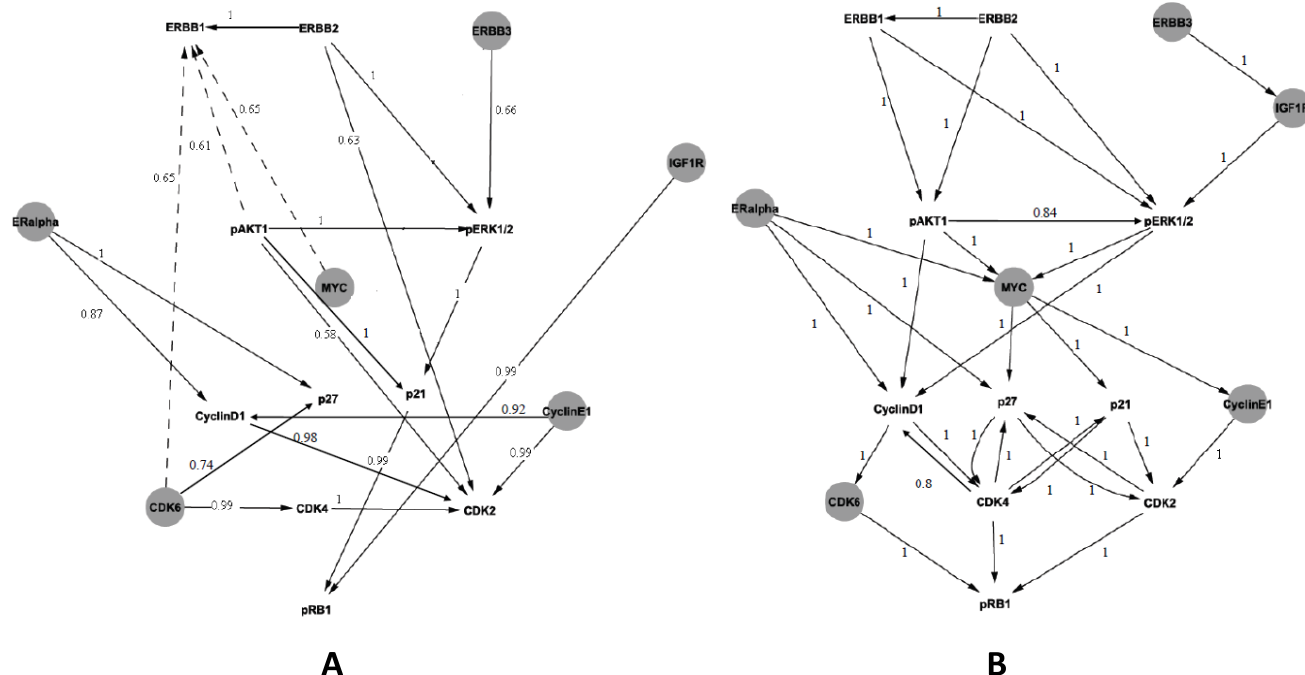 1
ERBB1
ERBB2
ERBB3
1
0.66
0.65
0.63
0.61
0.65
IGF1R
ERalpha
pAKT1
1
pERK1/2
1
MYC
1
0.87
0.58
1
0.99
p27
p21
CyclinD1
0.92
CyclinE1
0.98
0.74
0.99
0.99
CDK6
0.99
CDK4
1
CDK2
pRB1
A
ERBB1
1
ERBB2
ERBB3
1
1
IGF1R
1
1
1
1
ERalpha
pAKT1
0.84
pERK1/2
1
1
1
MYC
1
1
1
1
1
1
1
CyclinD1
p27
p21
CyclinE1
1
1
1
1
1
1
1
1
0.8
1
1
CDK6
CDK4
CDK2
1
1
1
pRB1
B